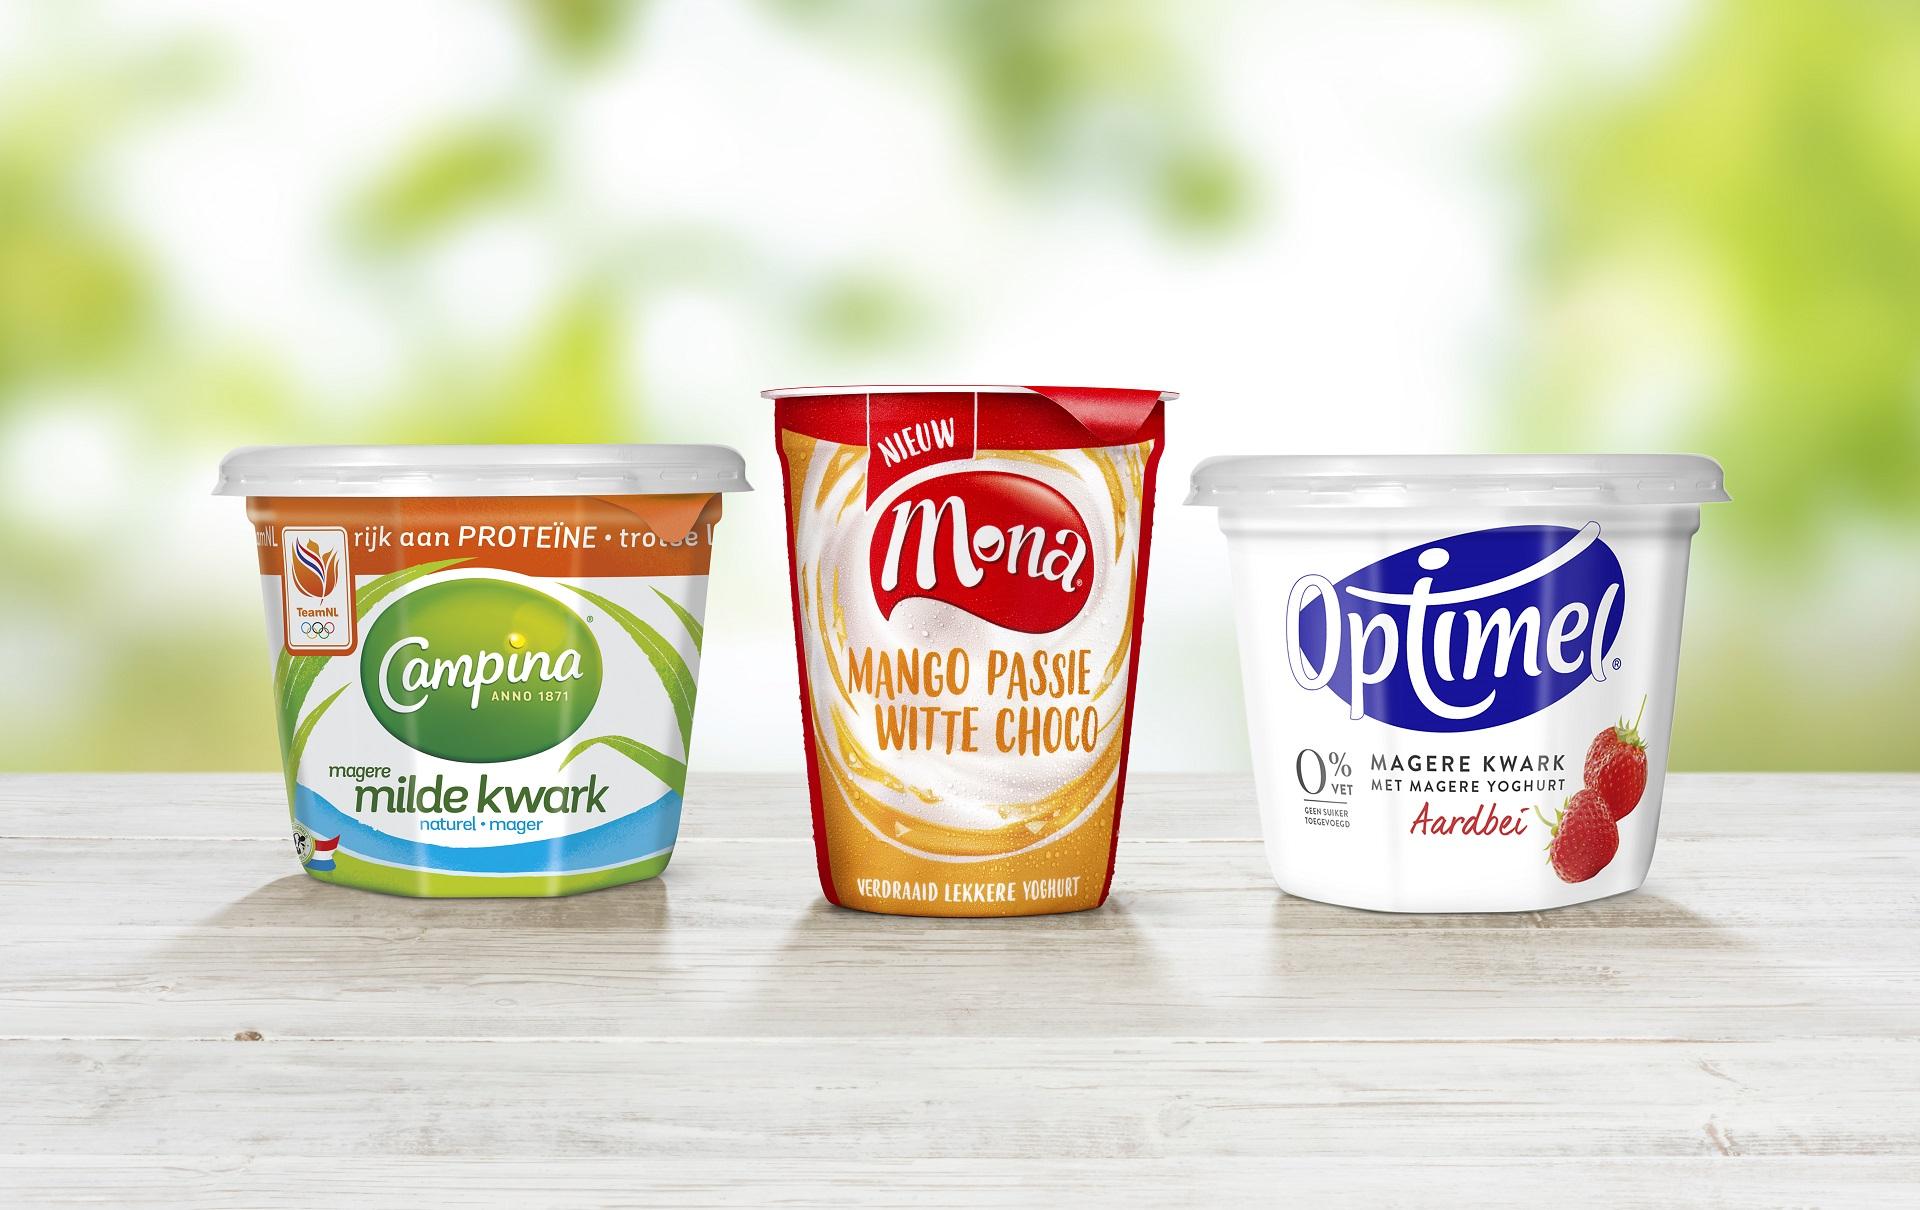 amNL
rijk aan PROTEÏNE • trotse
TeamNL
Campina
ANNO 1871
magere
milde kwark
naturel • mager
NIEUW
Mona
MANGO PASSIE
WITTE CHOCO
VERDRAAID LEKKERE YOGHURT
Optimel
0% VET
GEEN SUIKER
TOEGEVOEGD
MAGERE KWARK
MET MAGERE YOGHURT
Aardbei